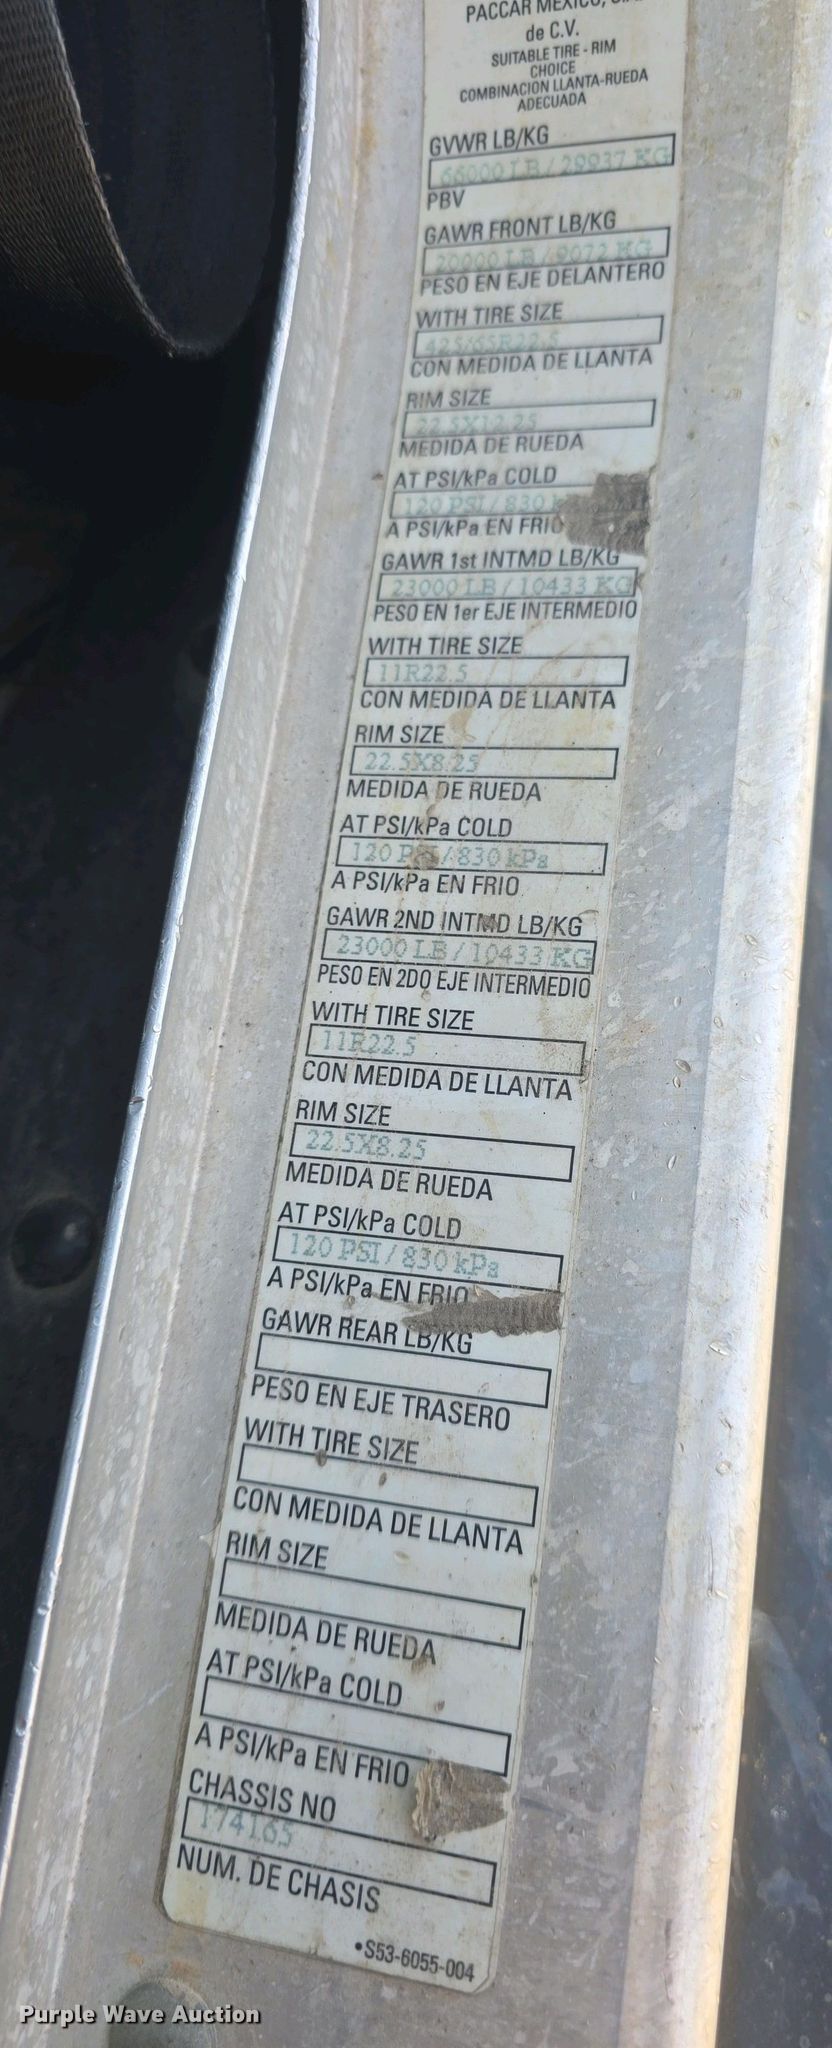 PACCAR MEXICO,
de C.V.
SUITABLE TIRE - RIM
CHOICE
COMBINACION LLANTA-RUEDA
ADECUADA
GVWR LB/KG
66000 LB / 29937 KG
PBV
GAWR FRONT LB/KG
20000 LB / 9072 KG
PESO EN EJE DELANTERO
WITH TIRE SIZE
425/65R22.5
CON MEDIDA DE LLANTA
RIM SIZE
22.5X12.25
MEDIDA DE RUEDA
AT PSI/kPa COLD
120 PSI / 830
A PSI/kPa EN FRIO
GAWR 1st INTMD LB/KG
23000 LB / 10433 KG
PESO EN 1er EJE INTERMEDIO
WITH TIRE SIZE
11R22.5
CON MEDIDA DE LLANTA
RIM SIZE
22.5X8.25
MEDIDA DE RUEDA
AT PSI/kPa COLD
120 PSI / 830 kPa
A PSI/kPa EN FRIO
GAWR 2ND INTMD LB/KG
23000 LB / 10433 KG
PESO EN 2DO EJE INTERMEDIO
WITH TIRE SIZE
11R22.5
CON MEDIDA DE LLANTA
RIM SIZE
22.5X8.25
MEDIDA DE RUEDA
AT PSI/kPa COLD
120 PSI / 830 kPa
A PSI/kPa EN FRIO
GAWR REAR LB/KG
PESO EN EJE TRASERO
WITH TIRE SIZE
CON MEDIDA DE LLANTA
RIM SIZE
MEDIDA DE RUEDA
AT PSI/kPa COLD
A PSI/kPa EN FRIO
CHASSIS NO
174165
NUM. DE CHASIS
•S53-6055-004
Purple Wave Auction